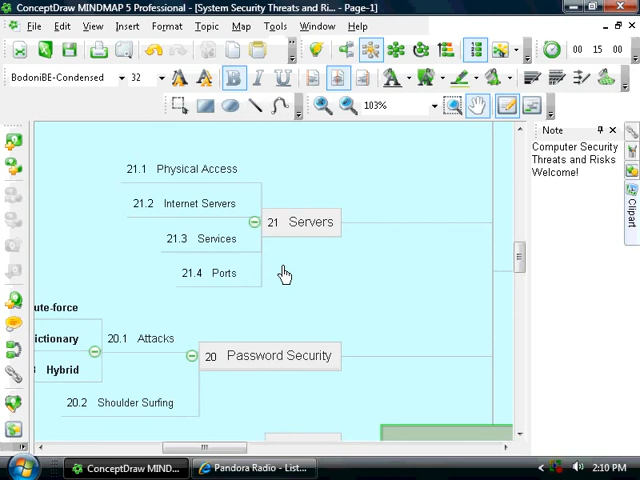 ConceptDraw MINDMAP 5 Professional - [System Security Threats and Ri... - Page-1]
File Edit View Insert Format Topic Map Tools Window Help
00 15 00
BodoniBE-Condensed 32 B
103%
Note
Computer Security
Threats and Risks
Welcome!
Clipart
21.1 Physical Access
21.2 Internet Servers
21 Servers
21.3 Services
21.4 Ports
ute-force
ictionary
20.1 Attacks
20 Password Security
Hybrid
20.2 Shoulder Surfing
ConceptDraw MIND...
Pandora Radio - List...
2:10 PM